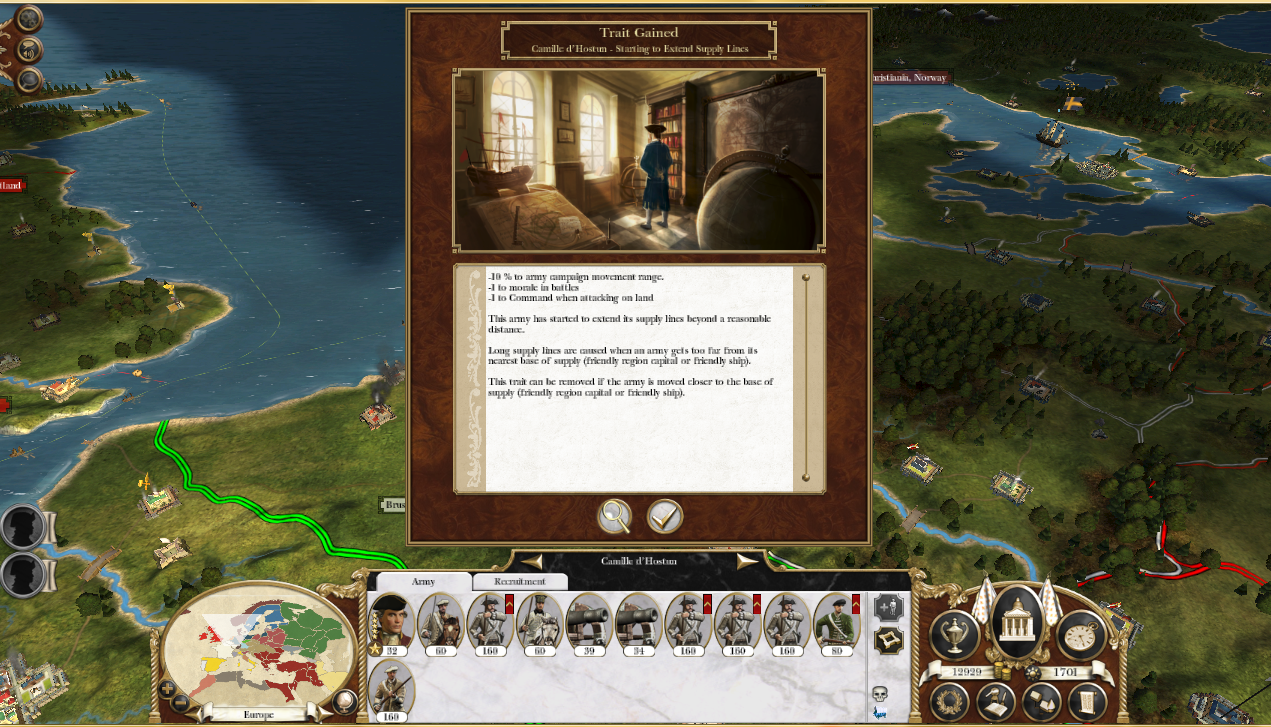 Trait Gained
Camille d'Hostun - Starting to Extend Supply Lines
hristiania, Norway
tland
-10 % to army campaign movement range.
-1 to morale in battles
-1 to Command when attacking on land
This army has started to extend its supply lines beyond a reasonable
distance.
Long supply lines are caused when an army gets too far from its
nearest base of supply (friendly region capital or friendly ship).
This trait can be removed if the army is moved closer to the base of
supply (friendly region capital or friendly ship).
Brus
Camille d'Hostun
Army
Recruitment
32
60
160
60
39
34
160
160
160
80
160
Europe
12929
1701